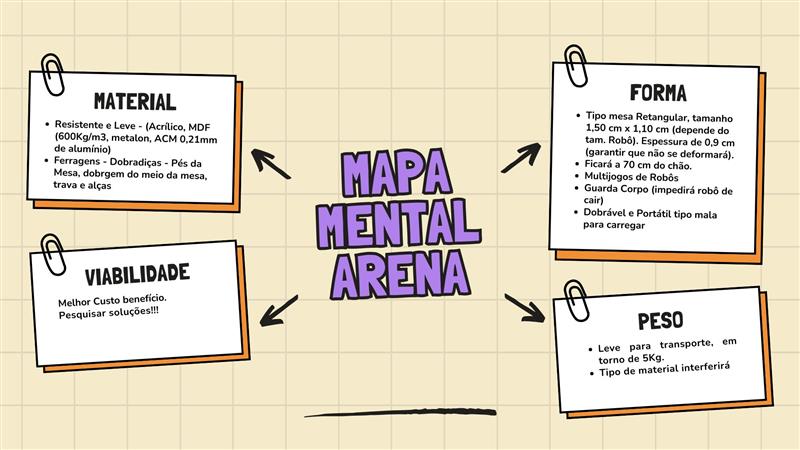 MATERIAL
Resistente e Leve - (Acrílico, MDF
(600Kg/m3, metalon, ACM 0,21mm
de alumínio)
Ferragens - Dobradiças - Pés da
Mesa, dobrgem do meio da mesa,
trava e alças
FORMA
Tipo mesa Retangular, tamanho
1,50 cm x 1,10 cm (depende do
tam. Robô). Espessura de 0,9 cm
(garantir que não se deformará).
Ficará a 70 cm do chão.
Multijogos de Robôs
Guarda Corpo (impedirá robô de
cair)
Dobrável e Portátil tipo mala
para carregar
MAPA
MENTAL
ARENA
VIABILIDADE
Melhor Custo benefício.
Pesquisar soluções!!!
PESO
Leve para transporte, em
torno de 5Kg.
Tipo de material interferirá